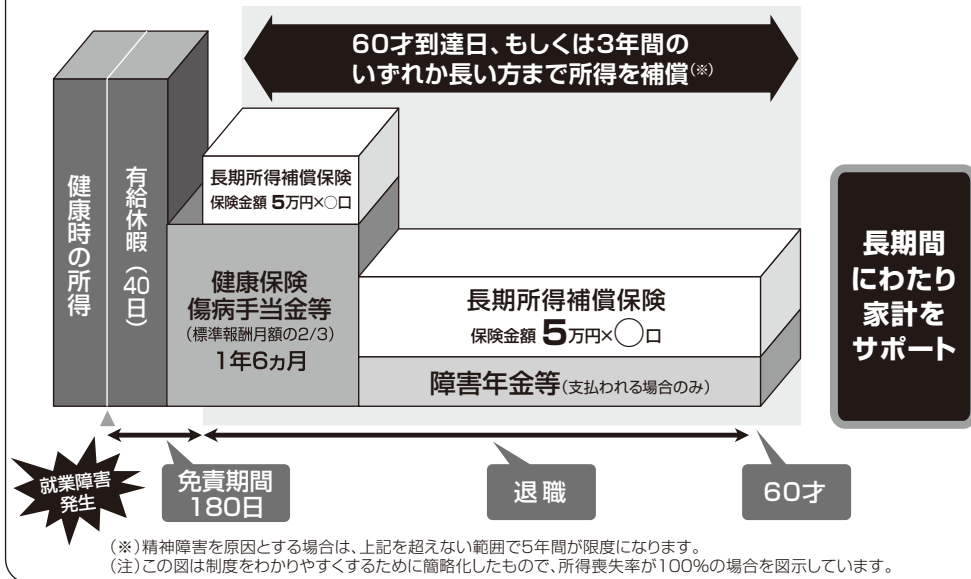 60才到達日、もしくは3年間の
いずれか長い方まで所得を補償(※)
健康時の所得
有給休暇(40日)
長期所得補償保険
保険金額 5万円×○口
健康保険
傷病手当金等
(標準報酬月額の2/3)
1年6ヵ月
長期所得補償保険
保険金額 5万円×○口
障害年金等(支払われる場合のみ)
長期間
にわたり
家計を
サポート
就業障害
発生
免責期間
180日
退職
60才
(※)精神障害を原因とする場合は、上記を超えない範囲で5年間が限度になります。
(注)この図は制度をわかりやすくするために簡略化したもので、所得喪失率が100%の場合を図示しています。